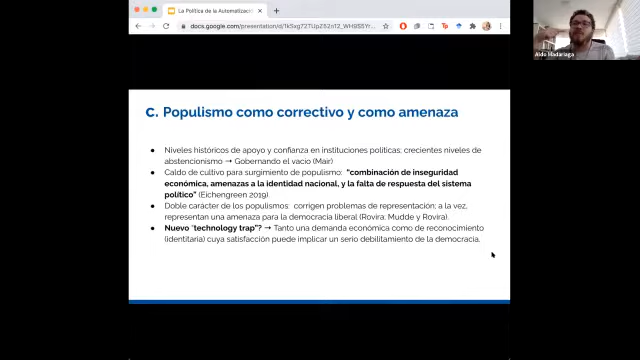 La Política de la Automatizació
docs.google.com/presentation/d/1kSxg72TUpZ52n12_WH9S5Yr...
Aldo Madariaga
C. Populismo como correctivo y como amenaza
● Niveles históricos de apoyo y confianza en instituciones políticas; crecientes niveles de
abstencionismo → Gobernando el vacío (Mair)
● Caldo de cultivo para surgimiento de populismo: “combinación de inseguridad
económica, amenazas a la identidad nacional, y la falta de respuesta del sistema
político” (Eichengreen 2019).
● Doble carácter de los populismos: corrigen problemas de representación; a la vez,
representan una amenaza para la democracia liberal (Rovira; Mudde y Rovira).
● Nuevo “technology trap”? → Tanto una demanda económica como de reconocimiento
(identitaria) cuya satisfacción puede implicar un serio debilitamiento de la democracia.